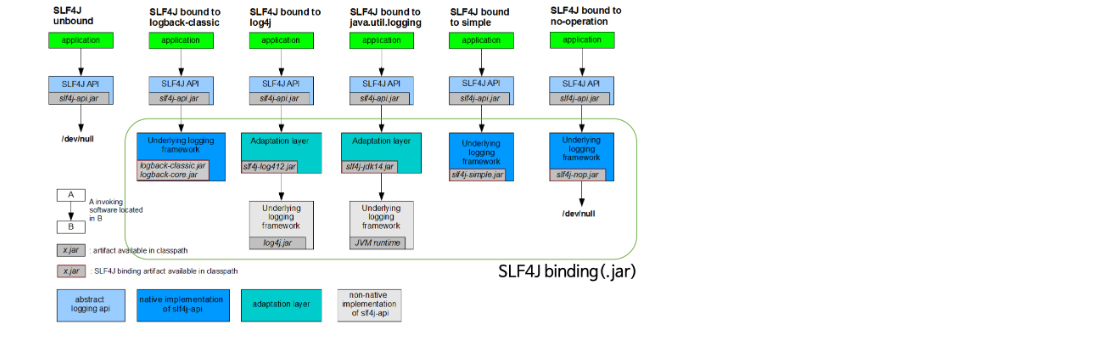 SLF4J
unbound
SLF4J bound to
logback-classic
SLF4J bound to
log4j
SLF4J bound to
java.util.logging
SLF4J bound
to simple
SLF4J bound to
no-operation
application
application
application
application
application
application
SLF4J API
slf4j-api.jar
SLF4J API
slf4j-api.jar
SLF4J API
slf4j-api.jar
SLF4J API
slf4j-api.jar
SLF4J API
slf4j-api.jar
SLF4J API
slf4j-api.jar
/dev/null
Underlying logging
framework
logback-classic.jar
logback-core.jar
Adaptation layer
slf4j-log412.jar
Adaptation layer
slf4j-jdk14.jar
Underlying
logging
framework
slf4j-simple.jar
Underlying
logging
framework
slf4j-nop.jar
Underlying
logging
framework
log4j.jar
Underlying
logging
framework
JVM runtime
/dev/null
A
B
A invoking
software located
in B
x.jar : artifact available in classpath
x.jar : SLF4J binding artifact available in classpath
SLF4J binding(.jar)
abstract
logging api
native implementation
of slf4j-api
adaptation layer
non-native
implementation
of slf4j-api